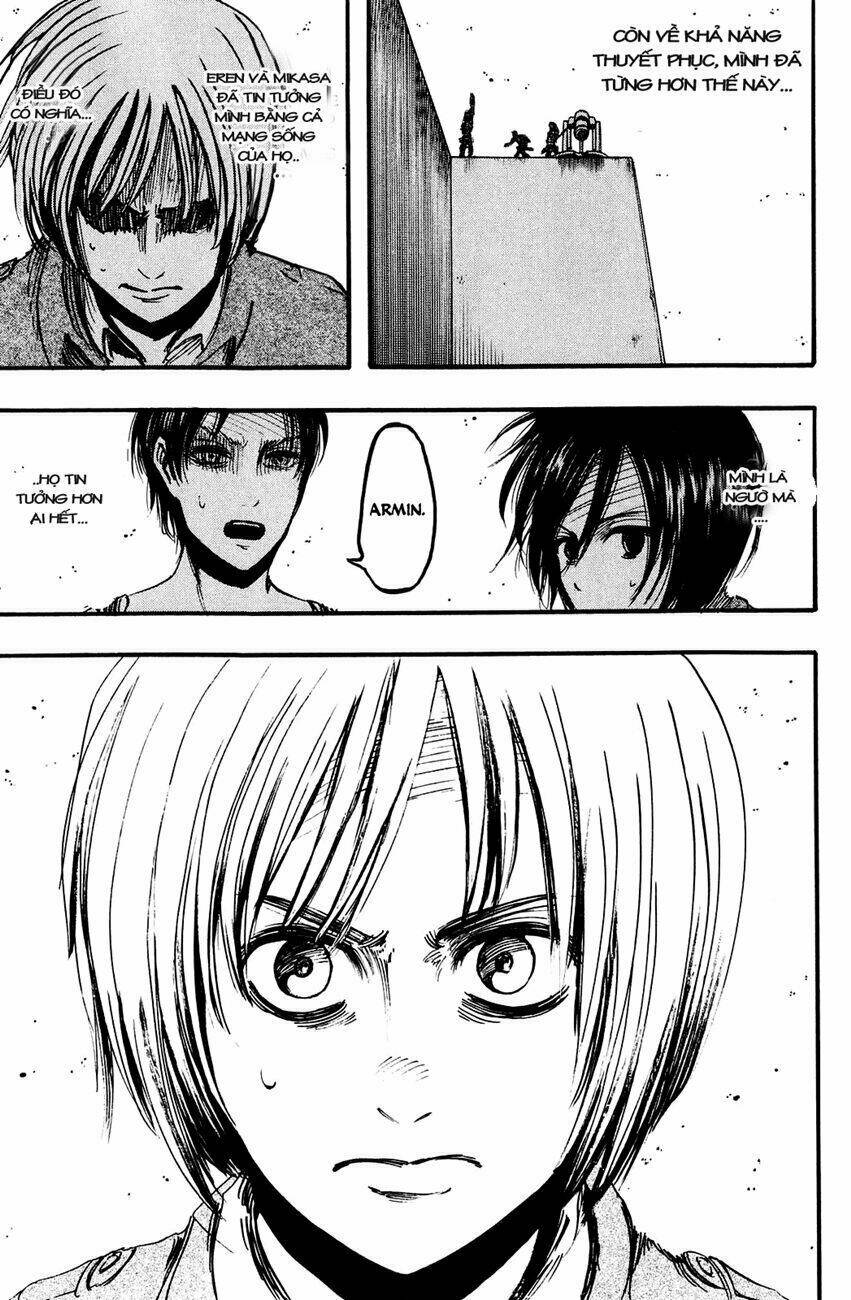 CÒN VỀ KHẢ NĂNG
THUYẾT PHỤC, MÌNH ĐÃ
TỪNG HƠN THẾ NÀY...
EREN VÀ MIKASA
ĐÃ TIN TƯỞNG
MÌNH BẰNG CẢ
MẠNG SỐNG
CỦA HỌ..
ĐIỀU ĐÓ
CÓ NGHĨA...
MÌNH LÀ
NGƯỜ MÀ
....
ARMIN.
..HỌ TIN
TƯỞNG HƠN
AI HẾT...